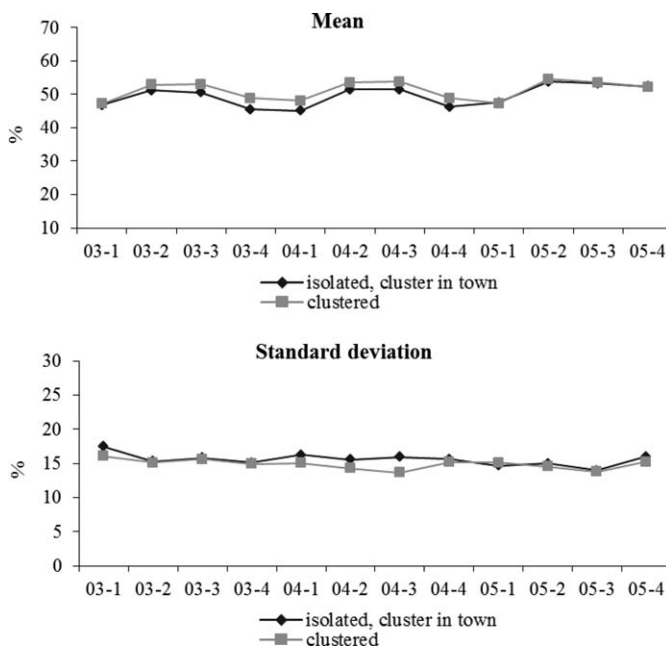 Mean
70
60
50
40
30
20
10
%
03-1 03-2 03-3 03-4 04-1 04-2 04-3 04-4 05-1 05-2 05-3 05-4
isolated, cluster in town
clustered
Standard deviation
30
25
20
15
10
5
0
%
03-1 03-2 03-3 03-4 04-1 04-2 04-3 04-4 05-1 05-2 05-3 05-4
isolated, cluster in town
clustered